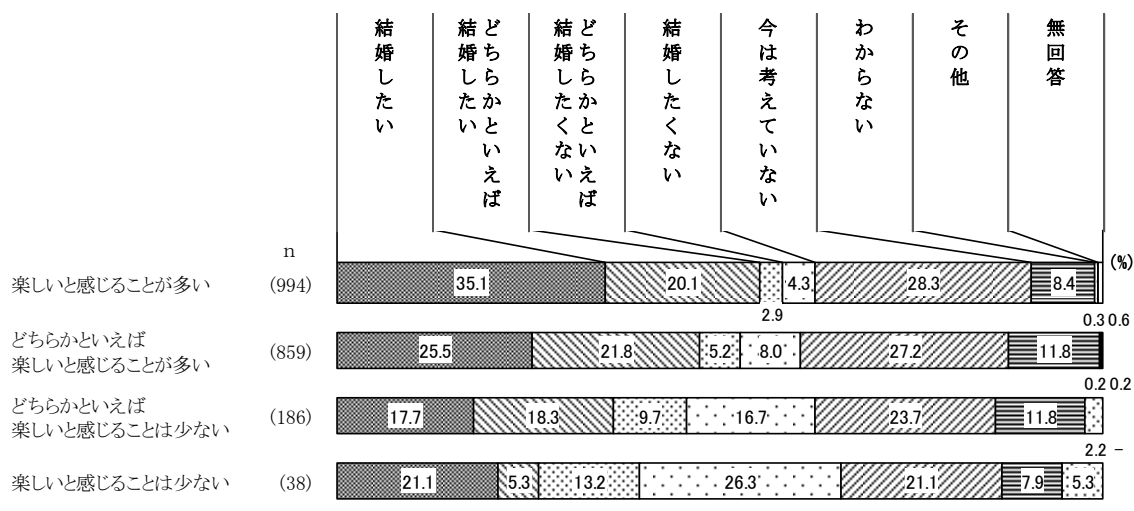 結婚したい
どちらかといえば
結婚したい
どちらかといえば
結婚したくない
結婚したくない
今は考えていない
わからない
その他
無回答
n
(%)
楽しいと感じることが多い (994) 35.1 20.1 4.3 28.3 8.4
2.9 0.3 0.6
どちらかといえば
楽しいと感じることが多い (859) 25.5 21.8 5.2 8.0 27.2 11.8
0.2 0.2
どちらかといえば
楽しいと感じることは少ない (186) 17.7 18.3 9.7 16.7 23.7 11.8
2.2 -
楽しいと感じることは少ない (38) 21.1 5.3 13.2 26.3 21.1 7.9 5.3